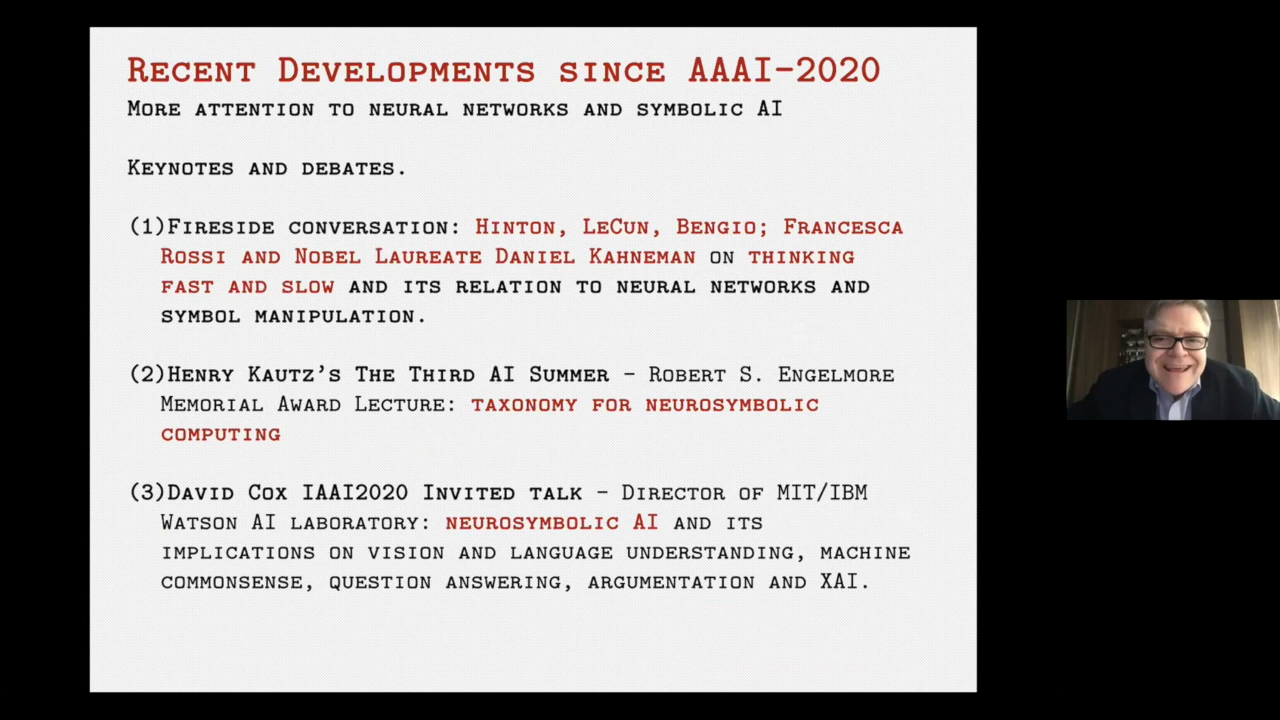 Recent Developments since AAAI-2020
More attention to neural networks and symbolic AI
Keynotes and debates.
(1)Fireside conversation: Hinton, LeCun, Bengio; Francesca
Rossi and Nobel Laureate Daniel Kahneman on thinking
fast and slow and its relation to neural networks and
symbol manipulation.
(2)Henry Kautz's The Third AI Summer – Robert S. Engelmore
Memorial Award Lecture: taxonomy for neurosymbolic
computing
(3)David Cox IAAI2020 Invited talk – Director of MIT/IBM
Watson AI laboratory: neurosymbolic AI and its
implications on vision and language understanding, machine
commonsense, question answering, argumentation and XAI.